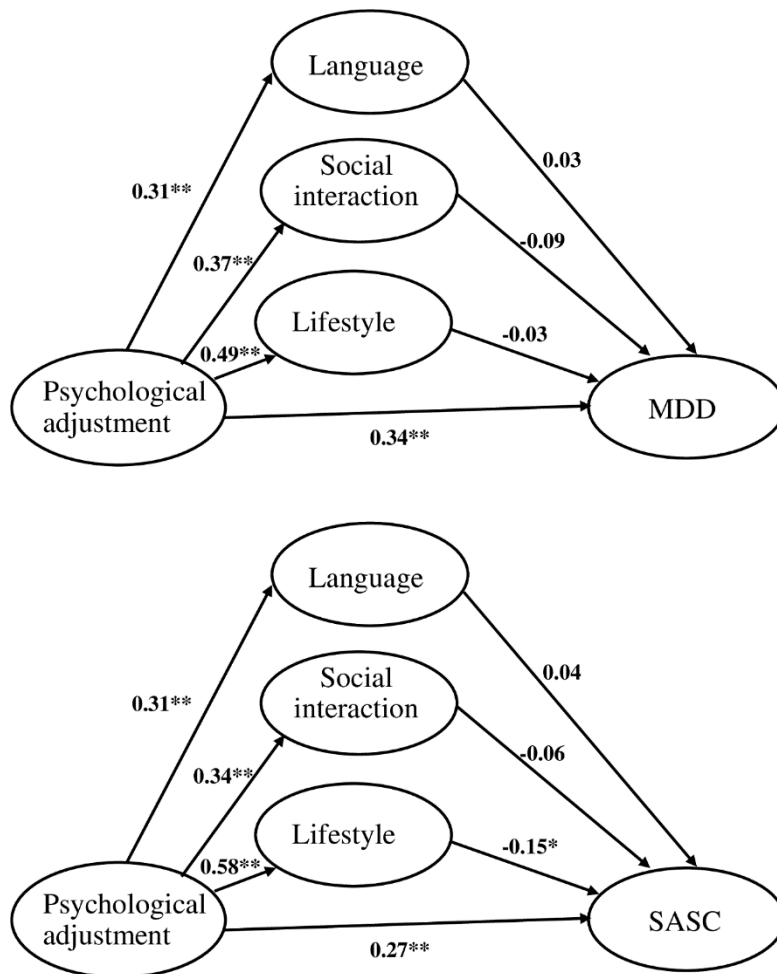 Language
0.03
Social
interaction
0.31**
-0.09
0.37**
Lifestyle
-0.03
0.49**
Psychological
adjustment
MDD
0.34**
Language
0.04
Social
interaction
0.31**
-0.06
0.34**
Lifestyle
-0.15*
0.58**
Psychological
adjustment
SASC
0.27**